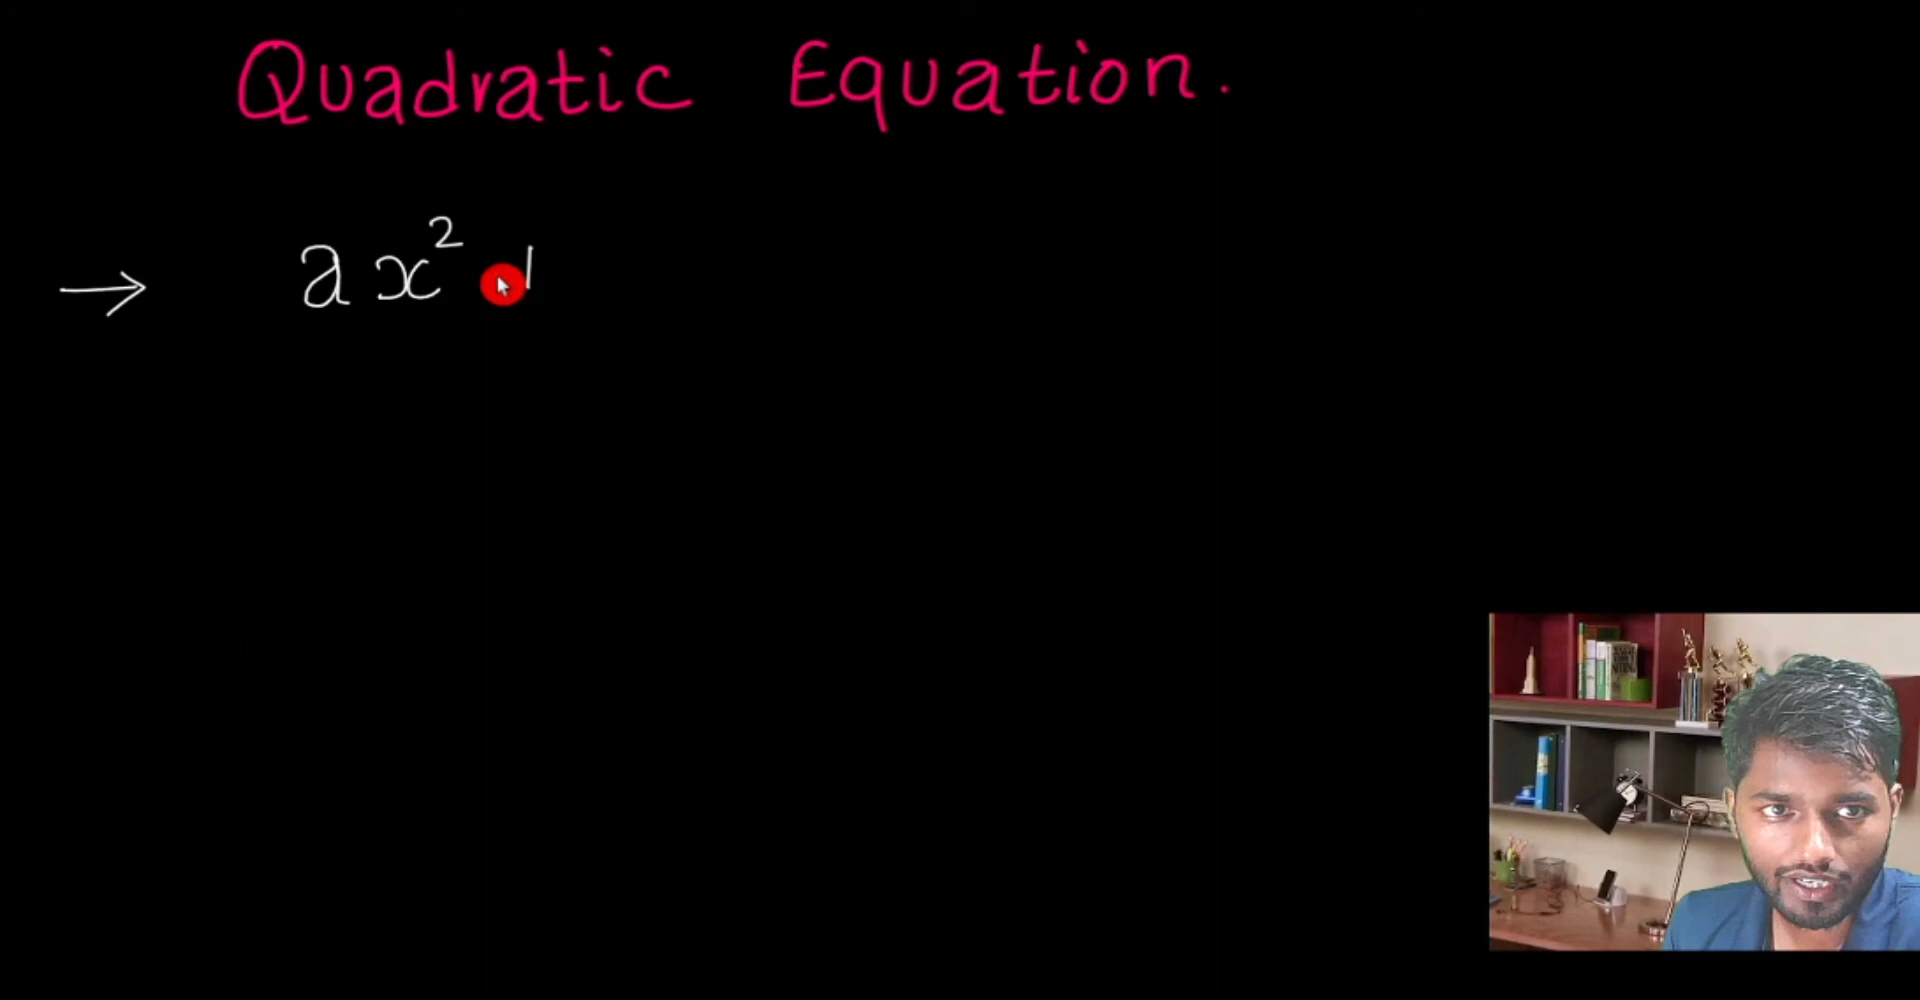 Quadratic Equation.
→ ax²